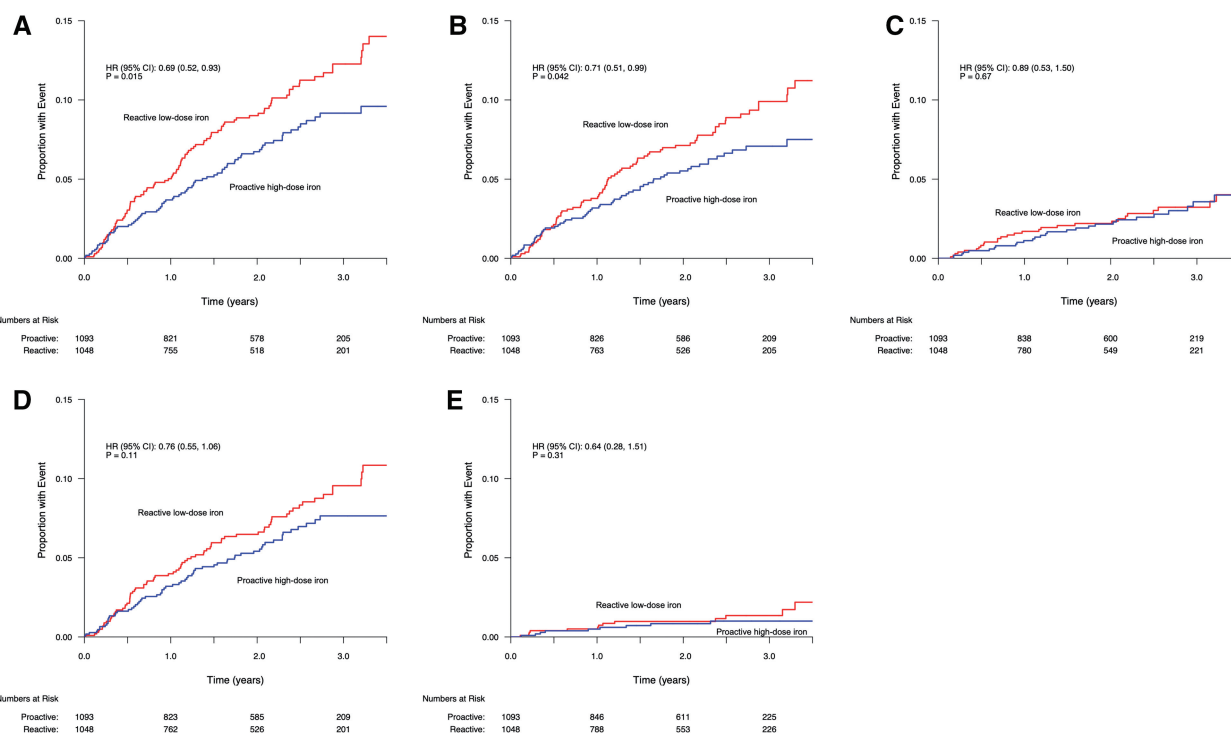 A
0.15
0.10
0.05
0.00
Proportion with Event
HR (95% CI): 0.69 (0.52, 0.93)
P = 0.015
Reactive low-dose iron
Proactive high-dose iron
0.0 1.0 2.0 3.0
Time (years)
Numbers at Risk
Proactive: 1093 821 578 205
Reactive: 1048 755 518 201
B
0.15
0.10
0.05
0.00
Proportion with Event
HR (95% CI): 0.71 (0.51, 0.99)
P = 0.042
Reactive low-dose iron
Proactive high-dose iron
0.0 1.0 2.0 3.0
Time (years)
Numbers at Risk
Proactive: 1093 826 586 209
Reactive: 1048 763 526 205
C
0.15
0.10
0.05
0.00
Proportion with Event
HR (95% CI): 0.89 (0.53, 1.50)
P = 0.67
Reactive low-dose iron
Proactive high-dose iron
0.0 1.0 2.0 3.0
Time (years)
Numbers at Risk
Proactive: 1093 838 600 219
Reactive: 1048 780 549 221
D
0.15
0.10
0.05
0.00
Proportion with Event
HR (95% CI): 0.76 (0.55, 1.06)
P = 0.11
Reactive low-dose iron
Proactive high-dose iron
0.0 1.0 2.0 3.0
Time (years)
Numbers at Risk
Proactive: 1093 823 585 209
Reactive: 1048 762 526 201
E
0.15
0.10
0.05
0.00
Proportion with Event
HR (95% CI): 0.64 (0.28, 1.51)
P = 0.31
Reactive low-dose iron
Proactive high-dose iron
0.0 1.0 2.0 3.0
Time (years)
Numbers at Risk
Proactive: 1093 846 611 225
Reactive: 1048 788 553 226